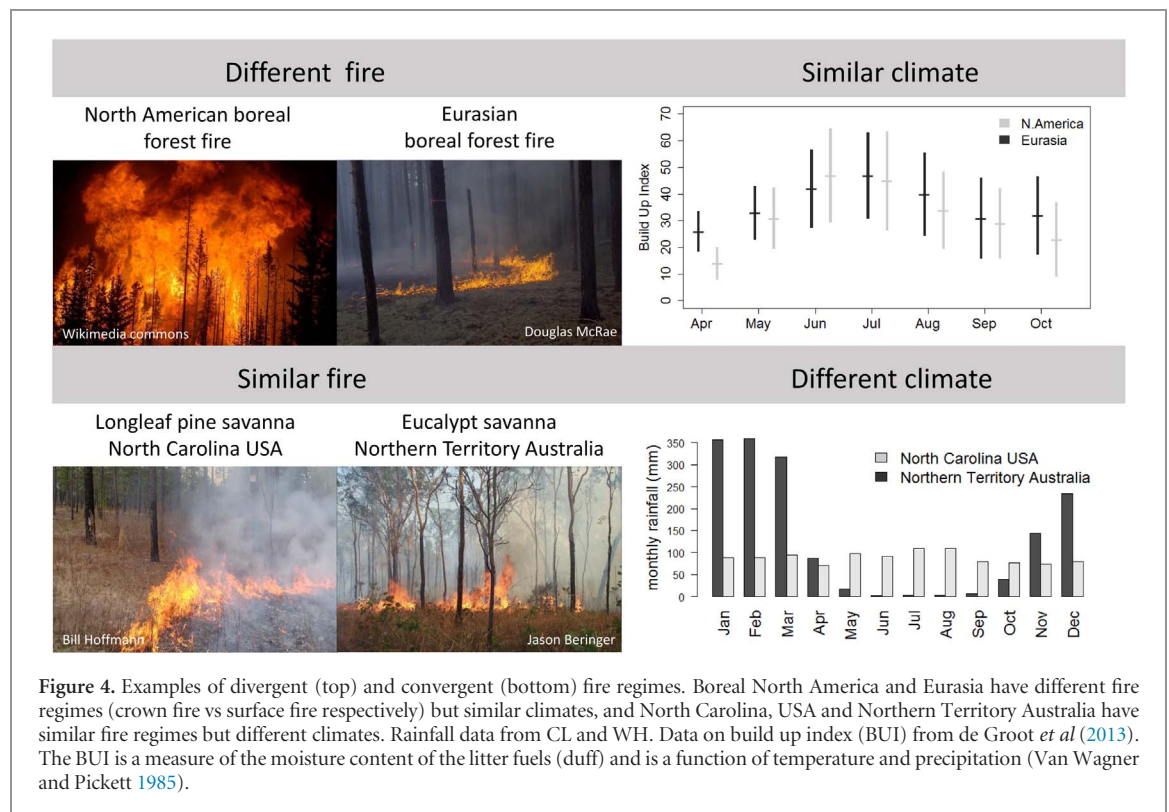 Different fire
Similar climate
North American boreal
forest fire
Eurasian
boreal forest fire
Wikimedia commons
Douglas McRae
Build Up Index
70
60
50
40
30
20
10
0
N.America
Eurasia
Apr May Jun Jul Aug Sep Oct
Similar fire
Different climate
Longleaf pine savanna
North Carolina USA
Eucalypt savanna
Northern Territory Australia
Bill Hoffmann
Jason Beringer
monthly rainfall (mm)
350
300
250
200
150
100
50
0
North Carolina USA
Northern Territory Australia
Jan Feb Mar Apr May Jun Jul Aug Sep Oct Nov Dec
Figure 4. Examples of divergent (top) and convergent (bottom) fire regimes. Boreal North America and Eurasia have different fire
regimes (crown fire vs surface fire respectively) but similar climates, and North Carolina, USA and Northern Territory Australia have
similar fire regimes but different climates. Rainfall data from CL and WH. Data on build up index (BUI) from de Groot et al (2013).
The BUI is a measure of the moisture content of the litter fuels (duff) and is a function of temperature and precipitation (Van Wagner
and Pickett 1985).